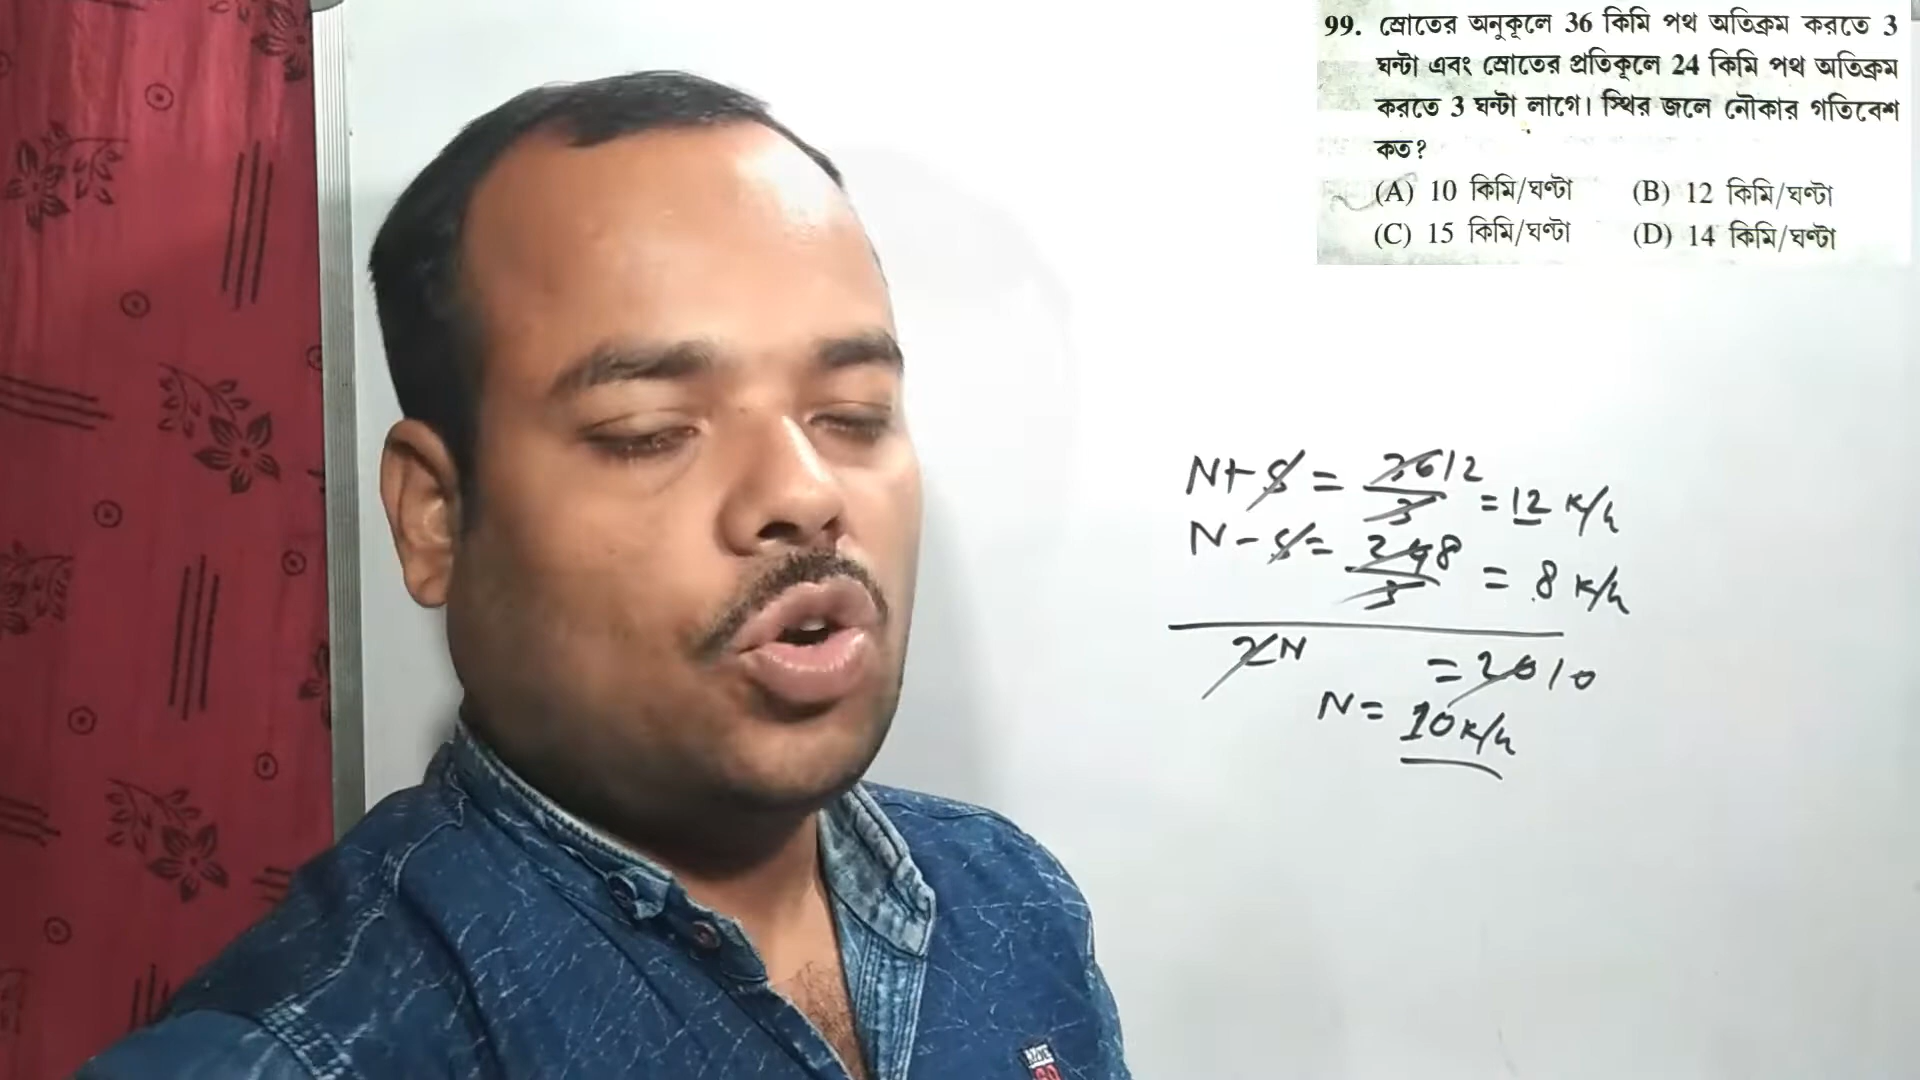 99. স্রোতের অনুকূলে 36 কিমি পথ অতিক্রম করতে 3
ঘন্টা এবং স্রোতের প্রতিকূলে 24 কিমি পথ অতিক্রম
করতে 3 ঘন্টা লাগে। স্থির জলে নৌকার গতিবেগ
কত?
(A) 10 কিমি/ঘণ্টা (B) 12 কিমি/ঘণ্টা
(C) 15 কিমি/ঘণ্টা (D) 14 কিমি/ঘণ্টা
N+S = 36/3 12 = 12 K/h
N-S = 24/3 8 = 8 K/h
2N = 20 10
N = 10 K/h